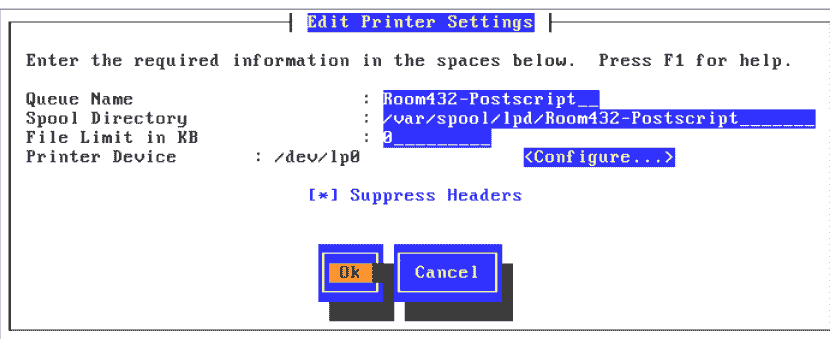 Edit Printer Settings
Enter the required information in the spaces below.  Press F1 for help.
Queue Name : Room432-Postscript__
Spool Directory : /var/spool/lpd/Room432-Postscript_______
File Limit in KB : 0_________
Printer Device : /dev/lp0 <Configure...>
[*] Suppress Headers
Ok Cancel